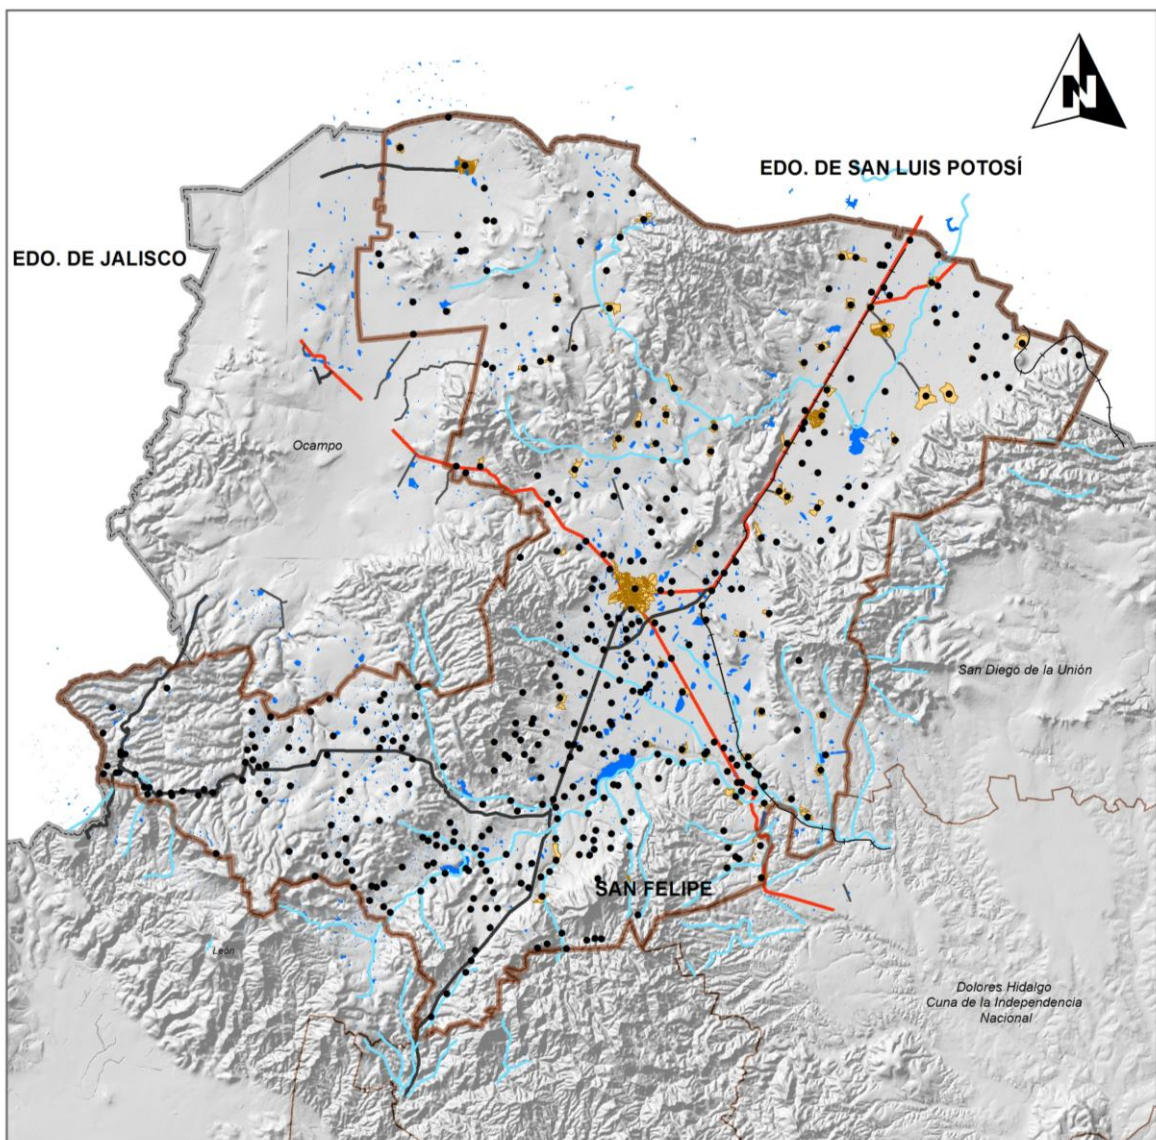 N
EDO. DE SAN LUIS POTOSÍ
EDO. DE JALISCO
Ocampo
San Diego de la Unión
SAN FELIPE
León
Dolores Hidalgo
Cuna de la Independencia
Nacional